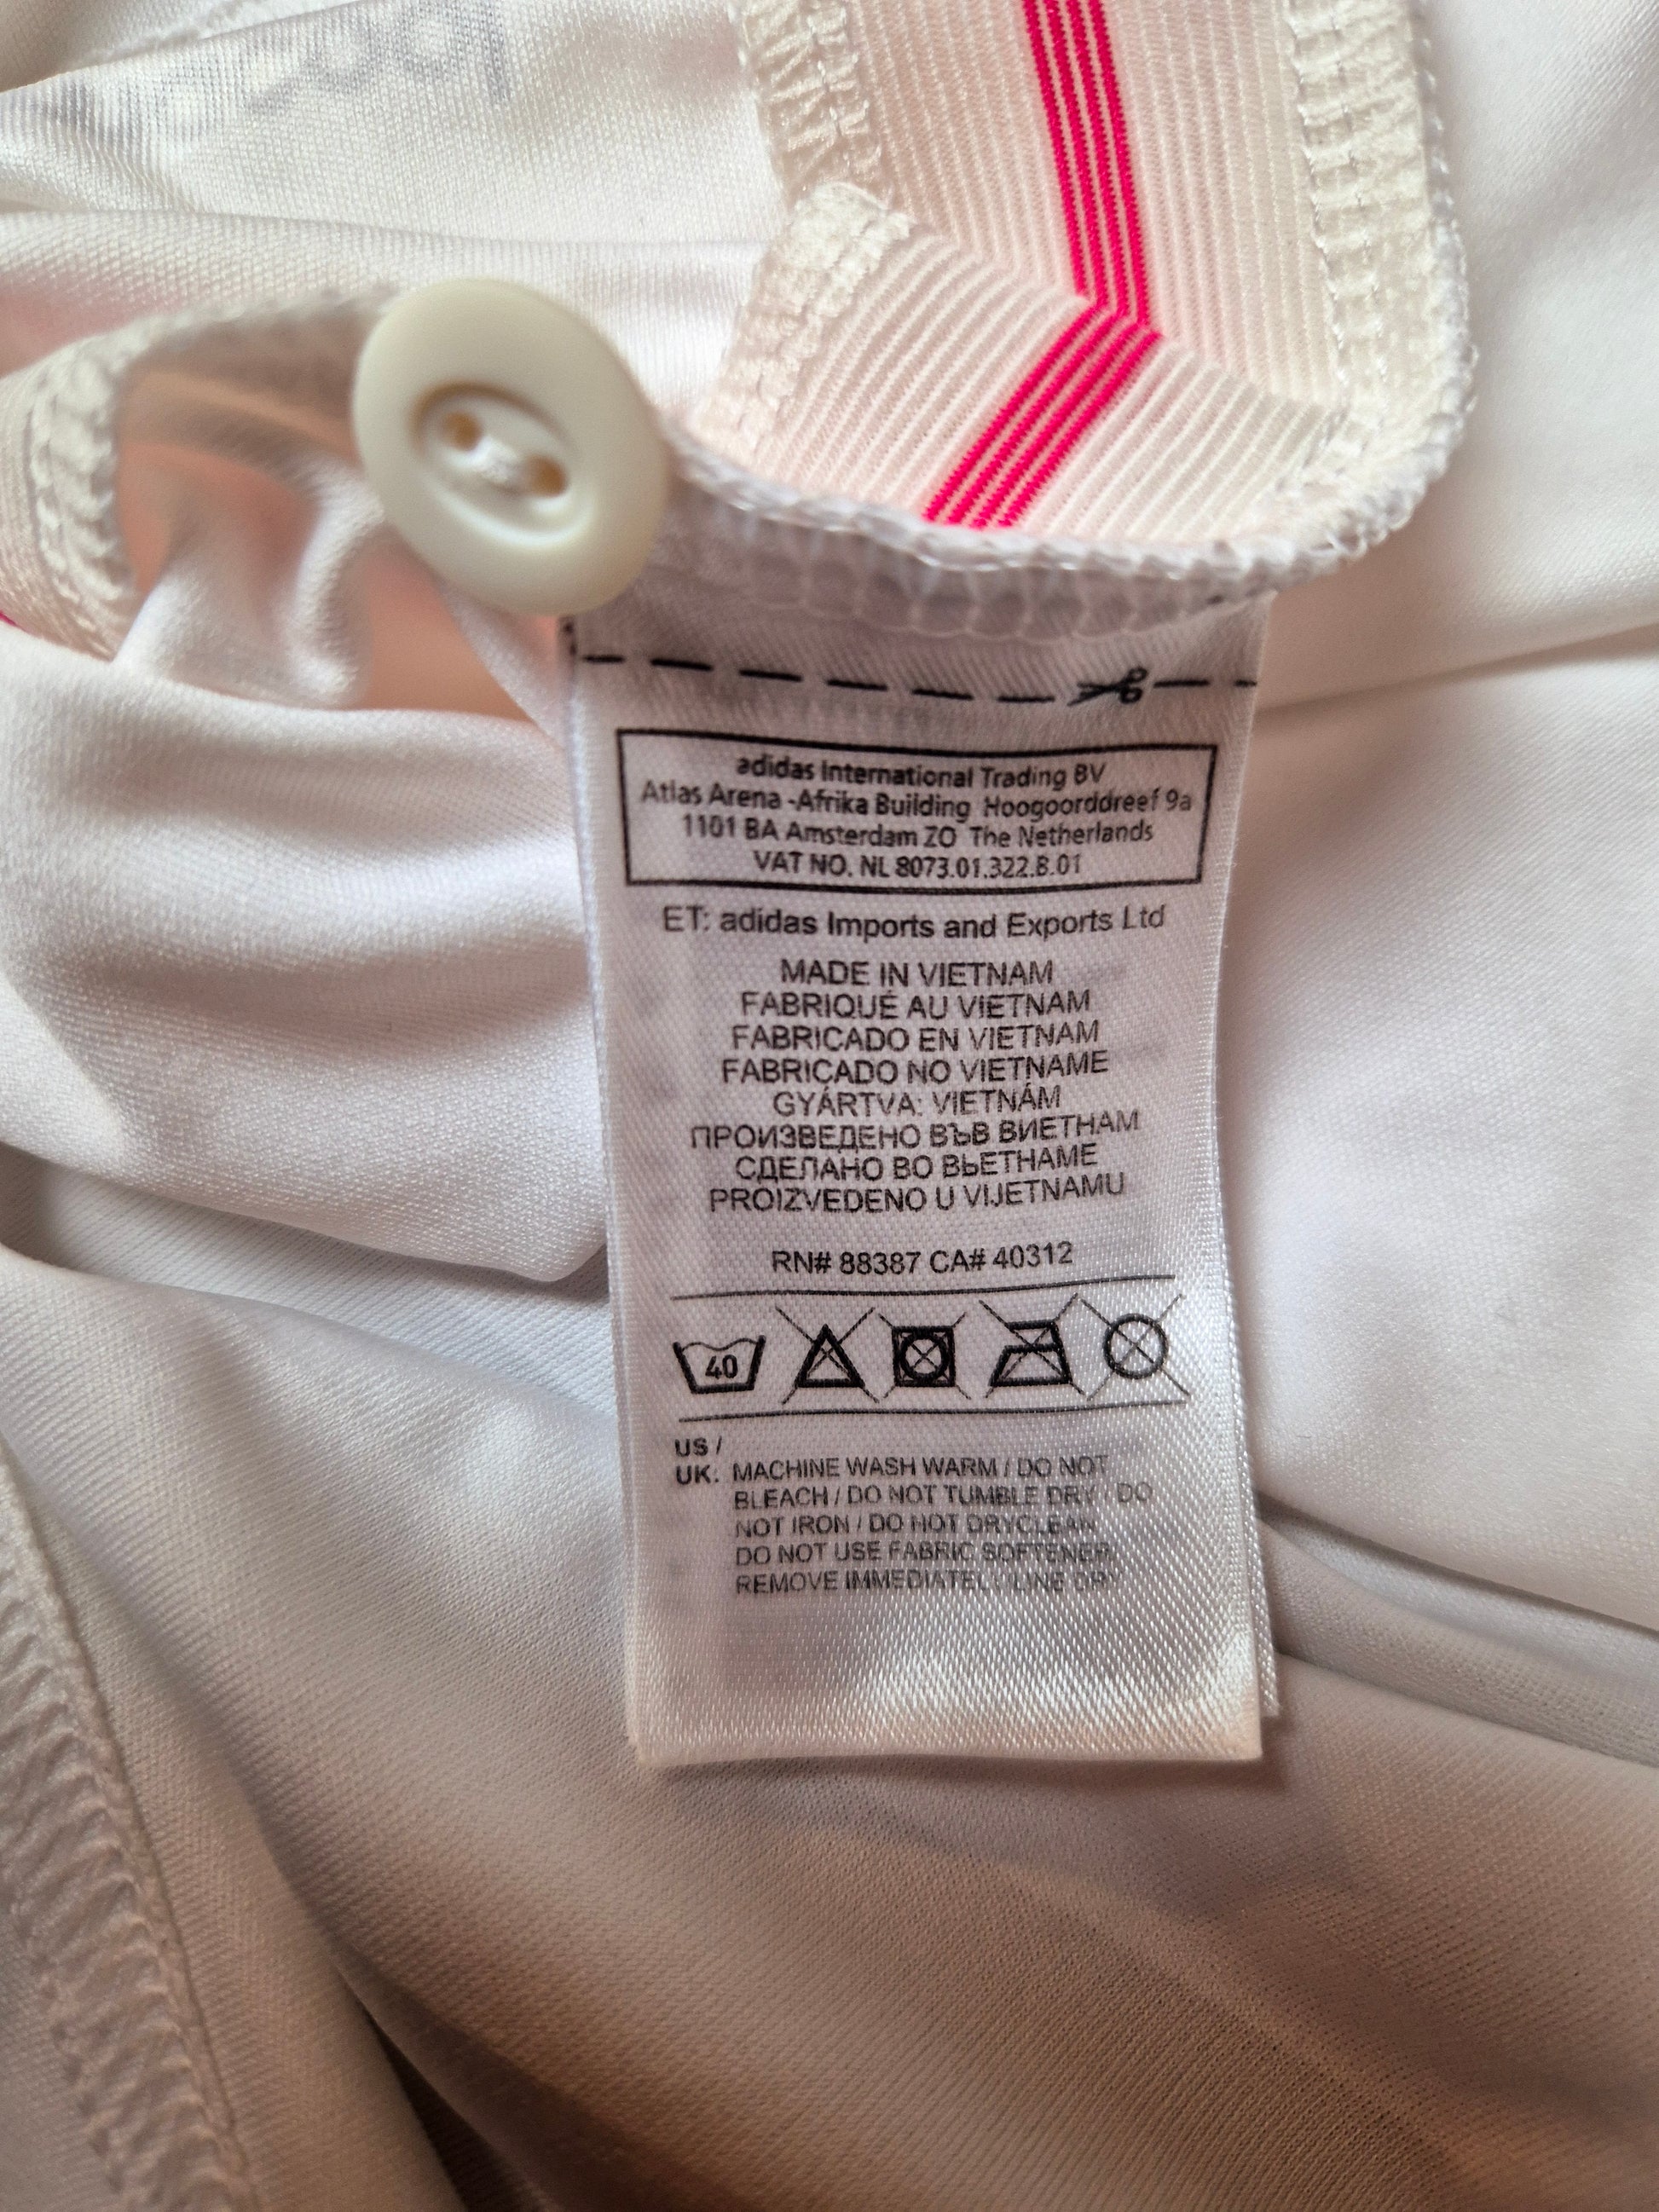 adidas International Trading BV
Atlas Arena -Afrika Building Hoogoorddreef 9a
1101 BA Amsterdam ZO The Netherlands
VAT NO. NL 8073.01.322.B.01
ET: adidas Imports and Exports Ltd
MADE IN VIETNAM
FABRIQUÉ AU VIETNAM
FABRICADO EN VIETNAM
FABRICADO NO VIETNAME
GYÁRTVA: VIETNÁM
ПРОИЗВЕДЕНО ВЪВ ВИЕТНАМ
СДЕЛАНО ВО ВЬЕТНАМЕ
PROIZVEDENO U VIJETNAMU
RN# 88387 CA# 40312
40
US /
UK: MACHINE WASH WARM / DO NOT
BLEACH / DO NOT TUMBLE DRY / DO
NOT IRON / DO NOT DRYCLEAN
DO NOT USE FABRIC SOFTENER
REMOVE IMMEDIATELY LINE DRY